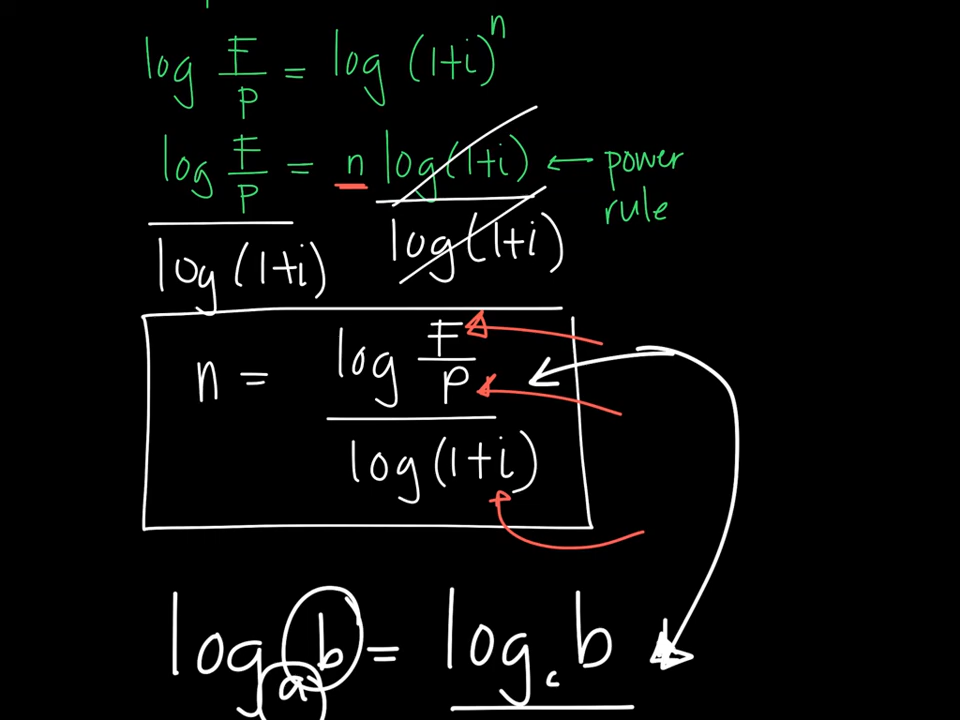 log F/P = log (1+i)^n
log F/P = n log(1+i) ← power rule
log(1+i) log(1+i)
n = log F/P
log(1+i)
log_a b = log_c b